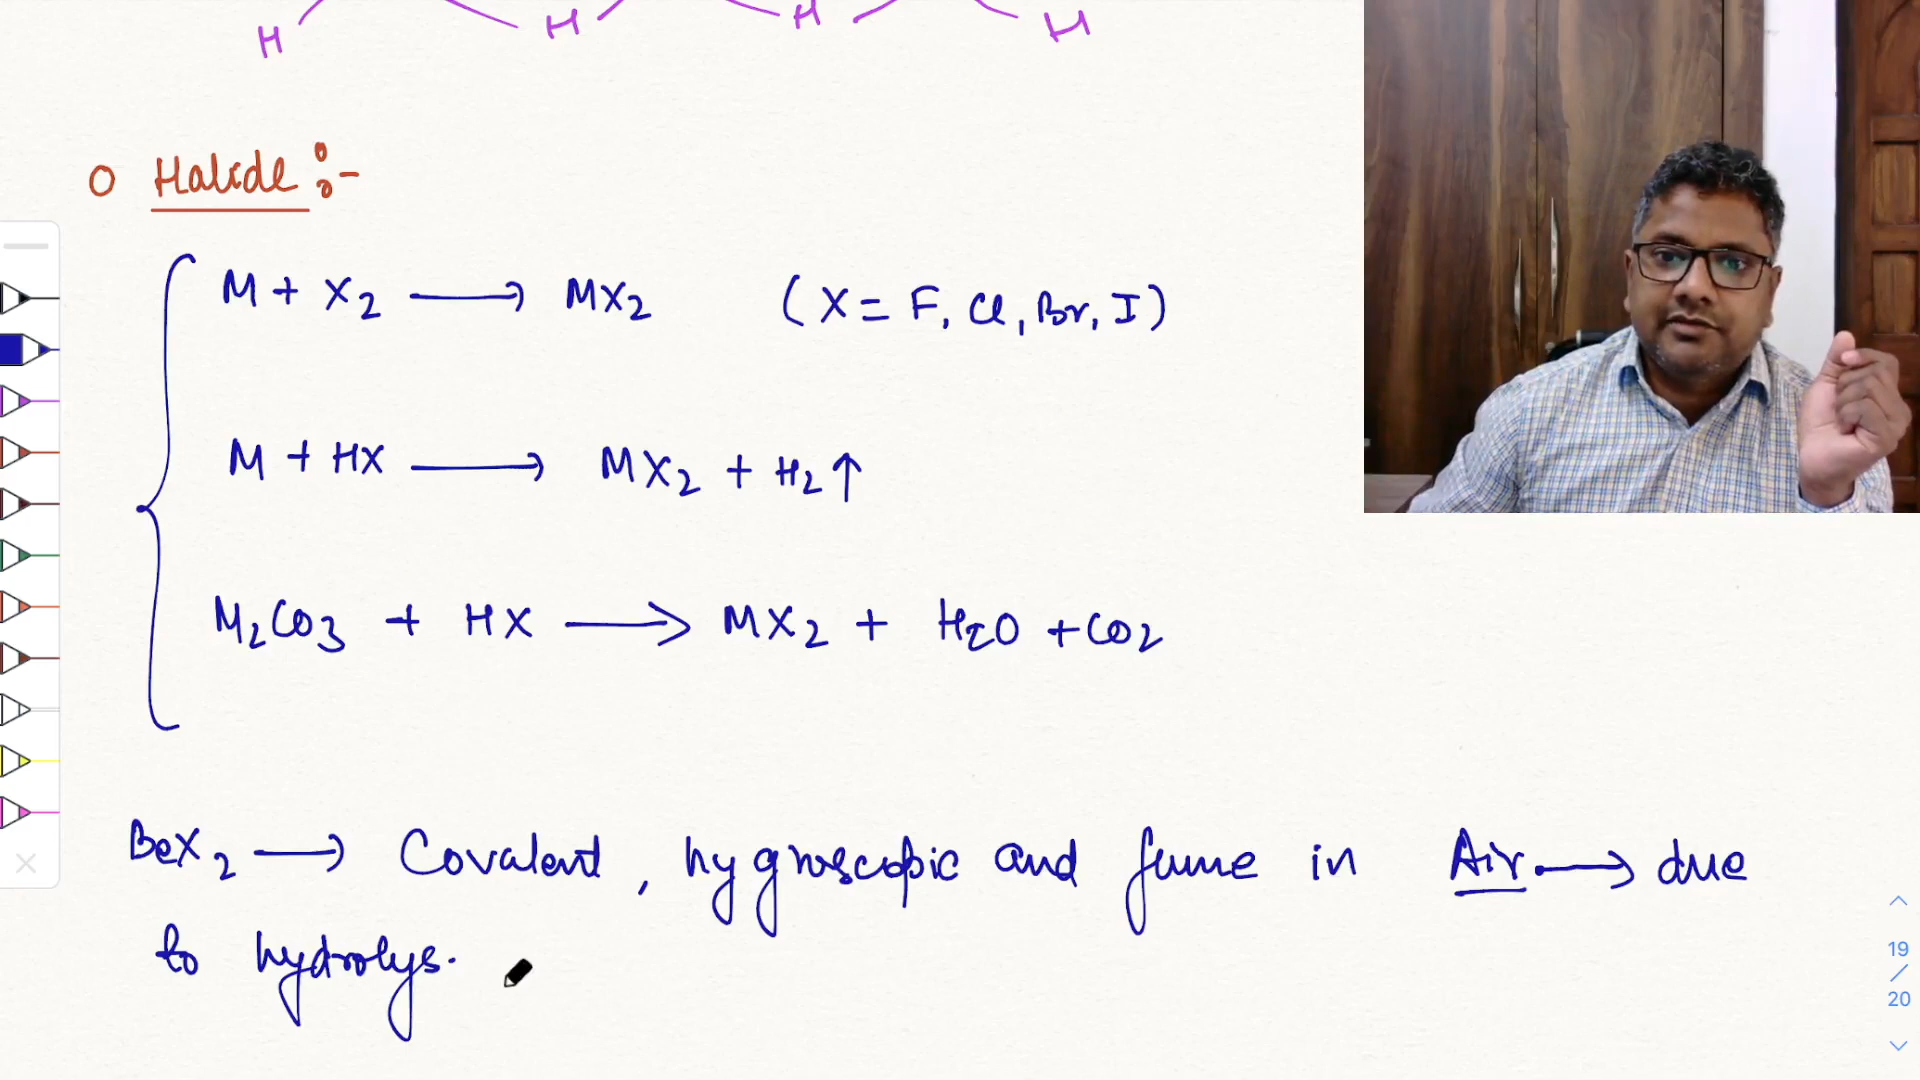 H H H H
o Halide :-
M + X2 → MX2 (X = F, Cl, Br, I)
M + HX → MX2 + H2 ↑
M2CO3 + HX → MX2 + H2O + CO2
BeX2 → Covalent, hygroscopic and fume in Air → due
to hydrolys.
19
/
20